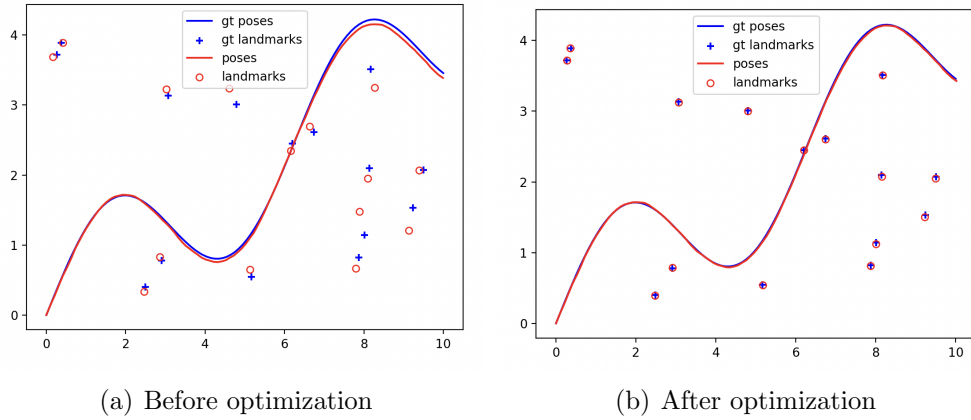 gt poses
gt landmarks
poses
landmarks
4
3
2
1
0
0 2 4 6 8 10
(a) Before optimization
gt poses
gt landmarks
poses
landmarks
4
3
2
1
0
0 2 4 6 8 10
(b) After optimization